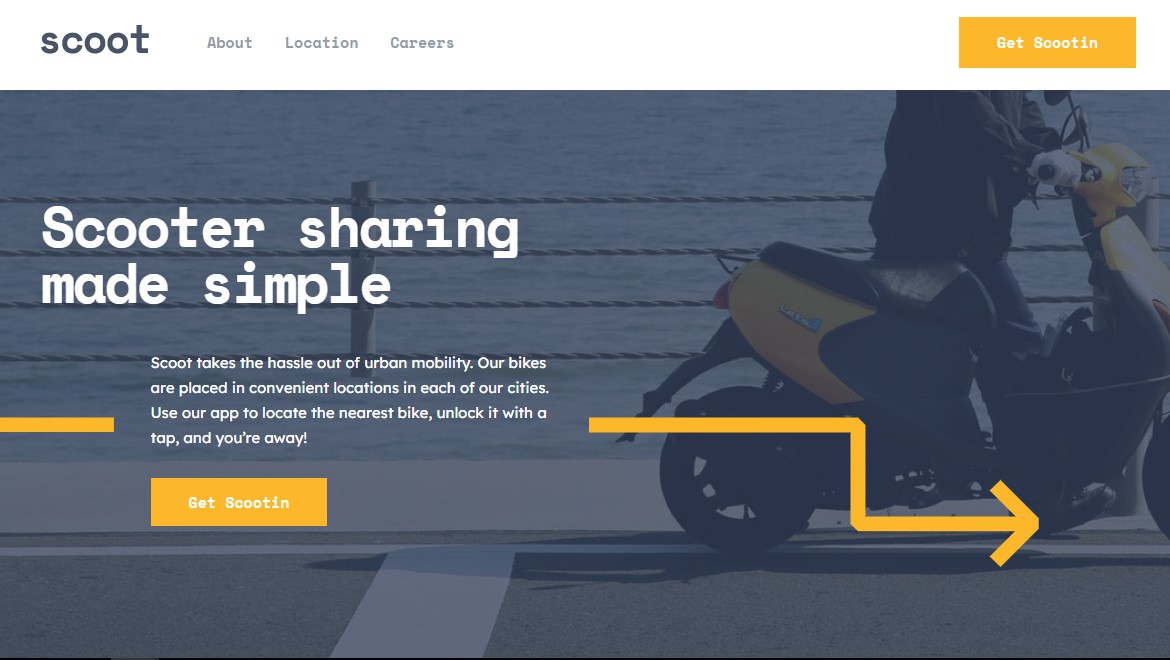 scoot
About
Location
Careers
Get Scootin
Scooter sharing
made simple
Scoot takes the hassle out of urban mobility. Our bikes
are placed in convenient locations in each of our cities.
Use our app to locate the nearest bike, unlock it with a
tap, and you’re away!
Get Scootin